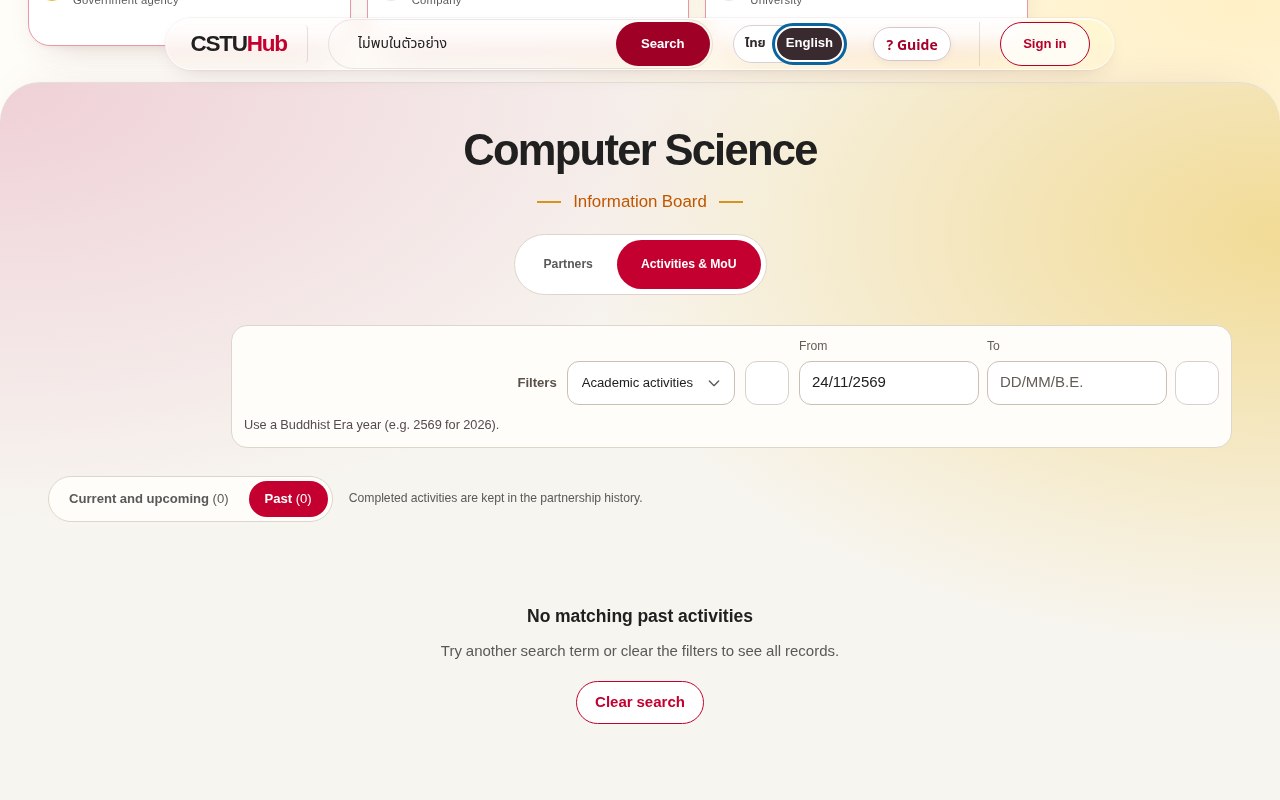 Government agency
Company
University
CSTUHub
ไม่พบในตัวอย่าง
Search
ไทย
English
? Guide
Sign in
Computer Science
Information Board
Partners
Activities & MoU
From
To
Filters
Academic activities
24/11/2569
DD/MM/B.E.
Use a Buddhist Era year (e.g. 2569 for 2026).
Current and upcoming (0)
Past (0)
Completed activities are kept in the partnership history.
No matching past activities
Try another search term or clear the filters to see all records.
Clear search